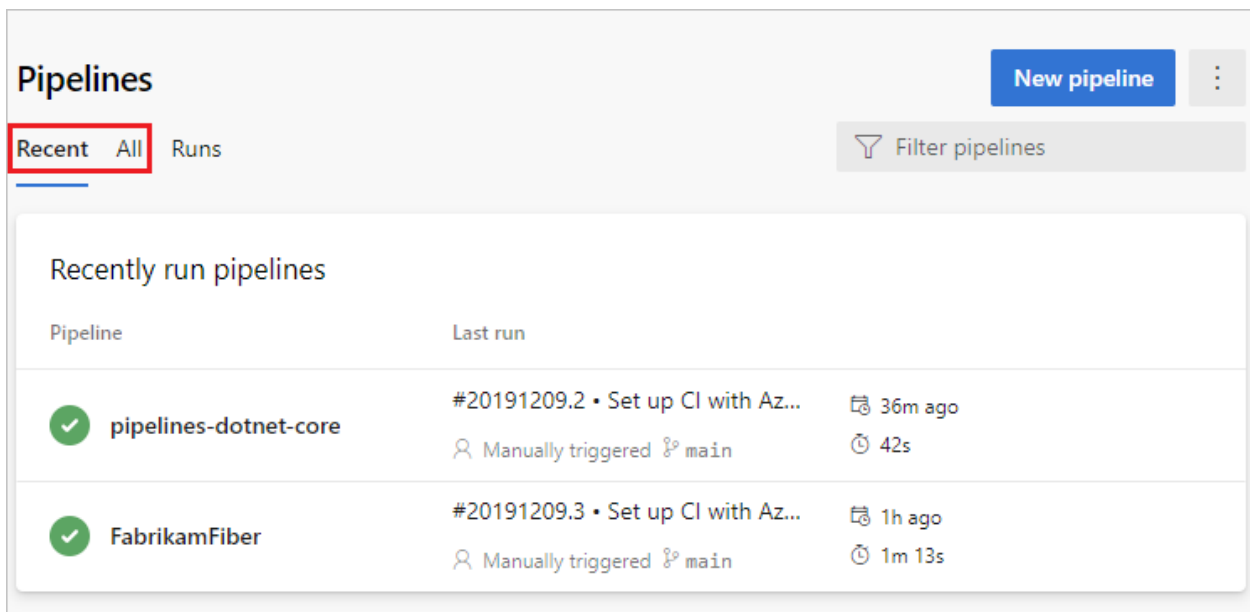 Pipelines
New pipeline
Recent All Runs
Filter pipelines
Recently run pipelines
Pipeline Last run
#20191209.2 • Set up CI with Az...
36m ago
pipelines-dotnet-core
Manually triggered main
42s
#20191209.3 • Set up CI with Az...
1h ago
FabrikamFiber
Manually triggered main
1m 13s